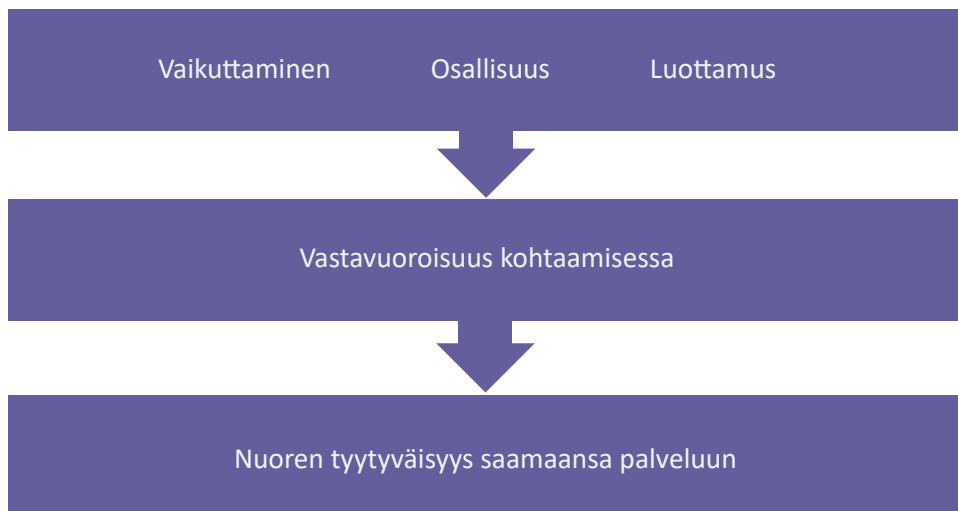 Vaikuttaminen Osallisuus Luottamus
Vastavuoroisuus kohtaamisessa
Nuoren tyytyväisyys saamaansa palveluun